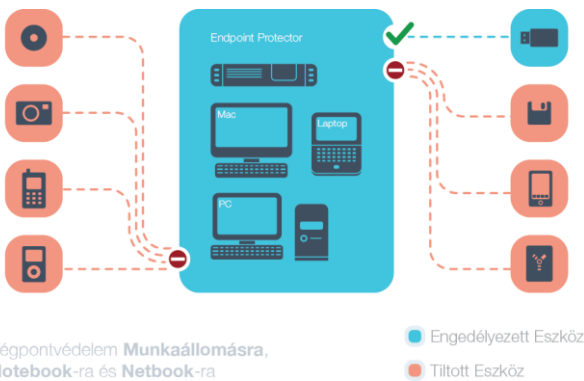 Endpoint Protector
Mac
Laptop
PC
égpontvédelem Munkaállomásra,
otebook-ra és Netbook-ra
Engedélyezett Eszköz
Tiltott Eszköz